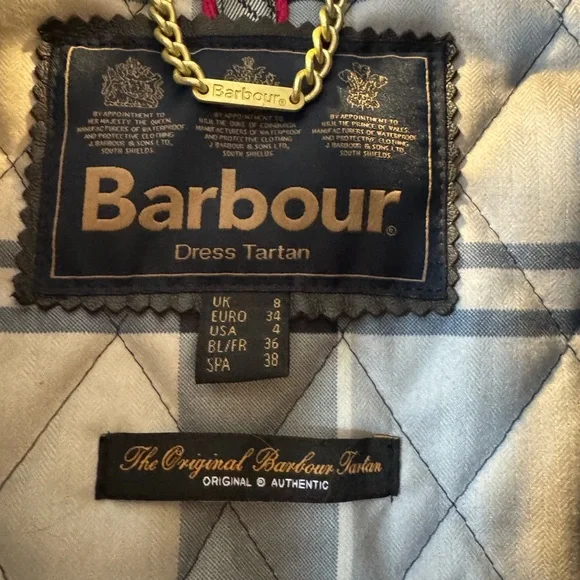 Barbour®
BY APPOINTMENT TO
HER MAJESTY THE QUEEN
MANUFACTURERS OF WATERPROOF
AND PROTECTIVE CLOTHING
J. BARBOUR & SONS LTD.,
SOUTH SHIELDS.
BY APPOINTMENT TO
H.R.H. THE DUKE OF EDINBURGH
MANUFACTURERS OF WATERPROOF
AND PROTECTIVE CLOTHING
J. BARBOUR & SONS LTD.,
SOUTH SHIELDS.
BY APPOINTMENT TO
H.R.H. THE PRINCE OF WALES
MANUFACTURERS OF WATERPROOF
AND PROTECTIVE CLOTHING
J. BARBOUR & SONS LTD.,
SOUTH SHIELDS.
Barbour®
Dress Tartan
UK 8
EURO 34
USA 4
BL/FR 36
SPA 38
The Original Barbour Tartan
ORIGINAL @ AUTHENTIC